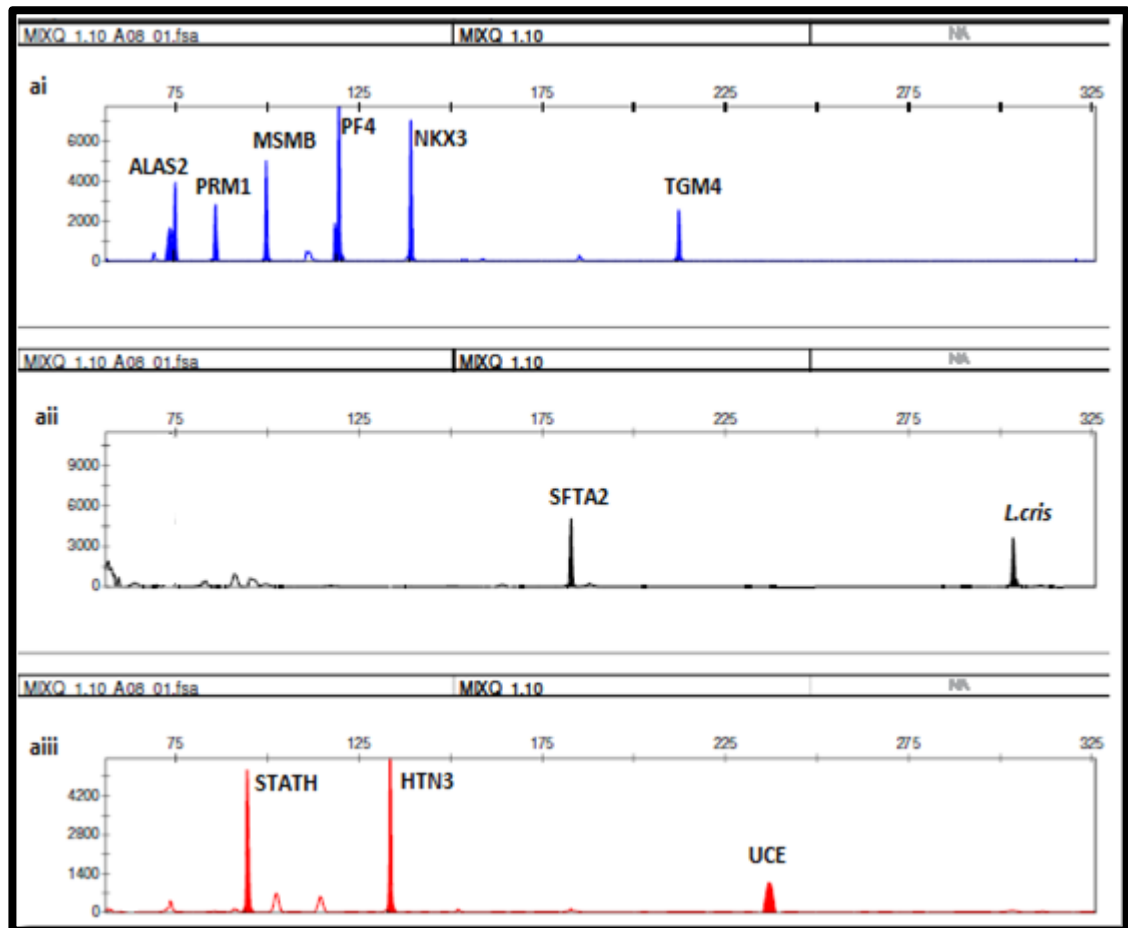 MIXQ 1.10 A08 01.fsa MIXQ 1.10 NA
ai
75 125 175 225 275 325
6000
4000
2000
0
ALAS2 PRM1 MSMB PF4 NKX3 TGM4
MIXQ 1.10 A08 01.fsa MIXQ 1.10 NA
aii
75 125 175 225 275 325
9000
6000
3000
0
SFTA2 L.cris
MIXQ 1.10 A08 01.fsa MIXQ 1.10 NA
aiii
75 125 175 225 275 325
4200
2800
1400
0
STATH HTN3 UCE